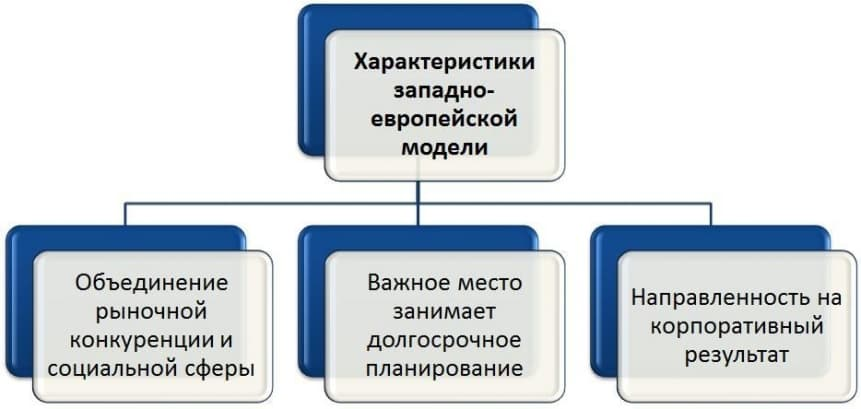 Характеристики
западно-
европейской
модели
Объединение
рыночной
конкуренции и
социальной сферы
Важное место
занимает
долгосрочное
планирование
Направленность на
корпоративный
результат